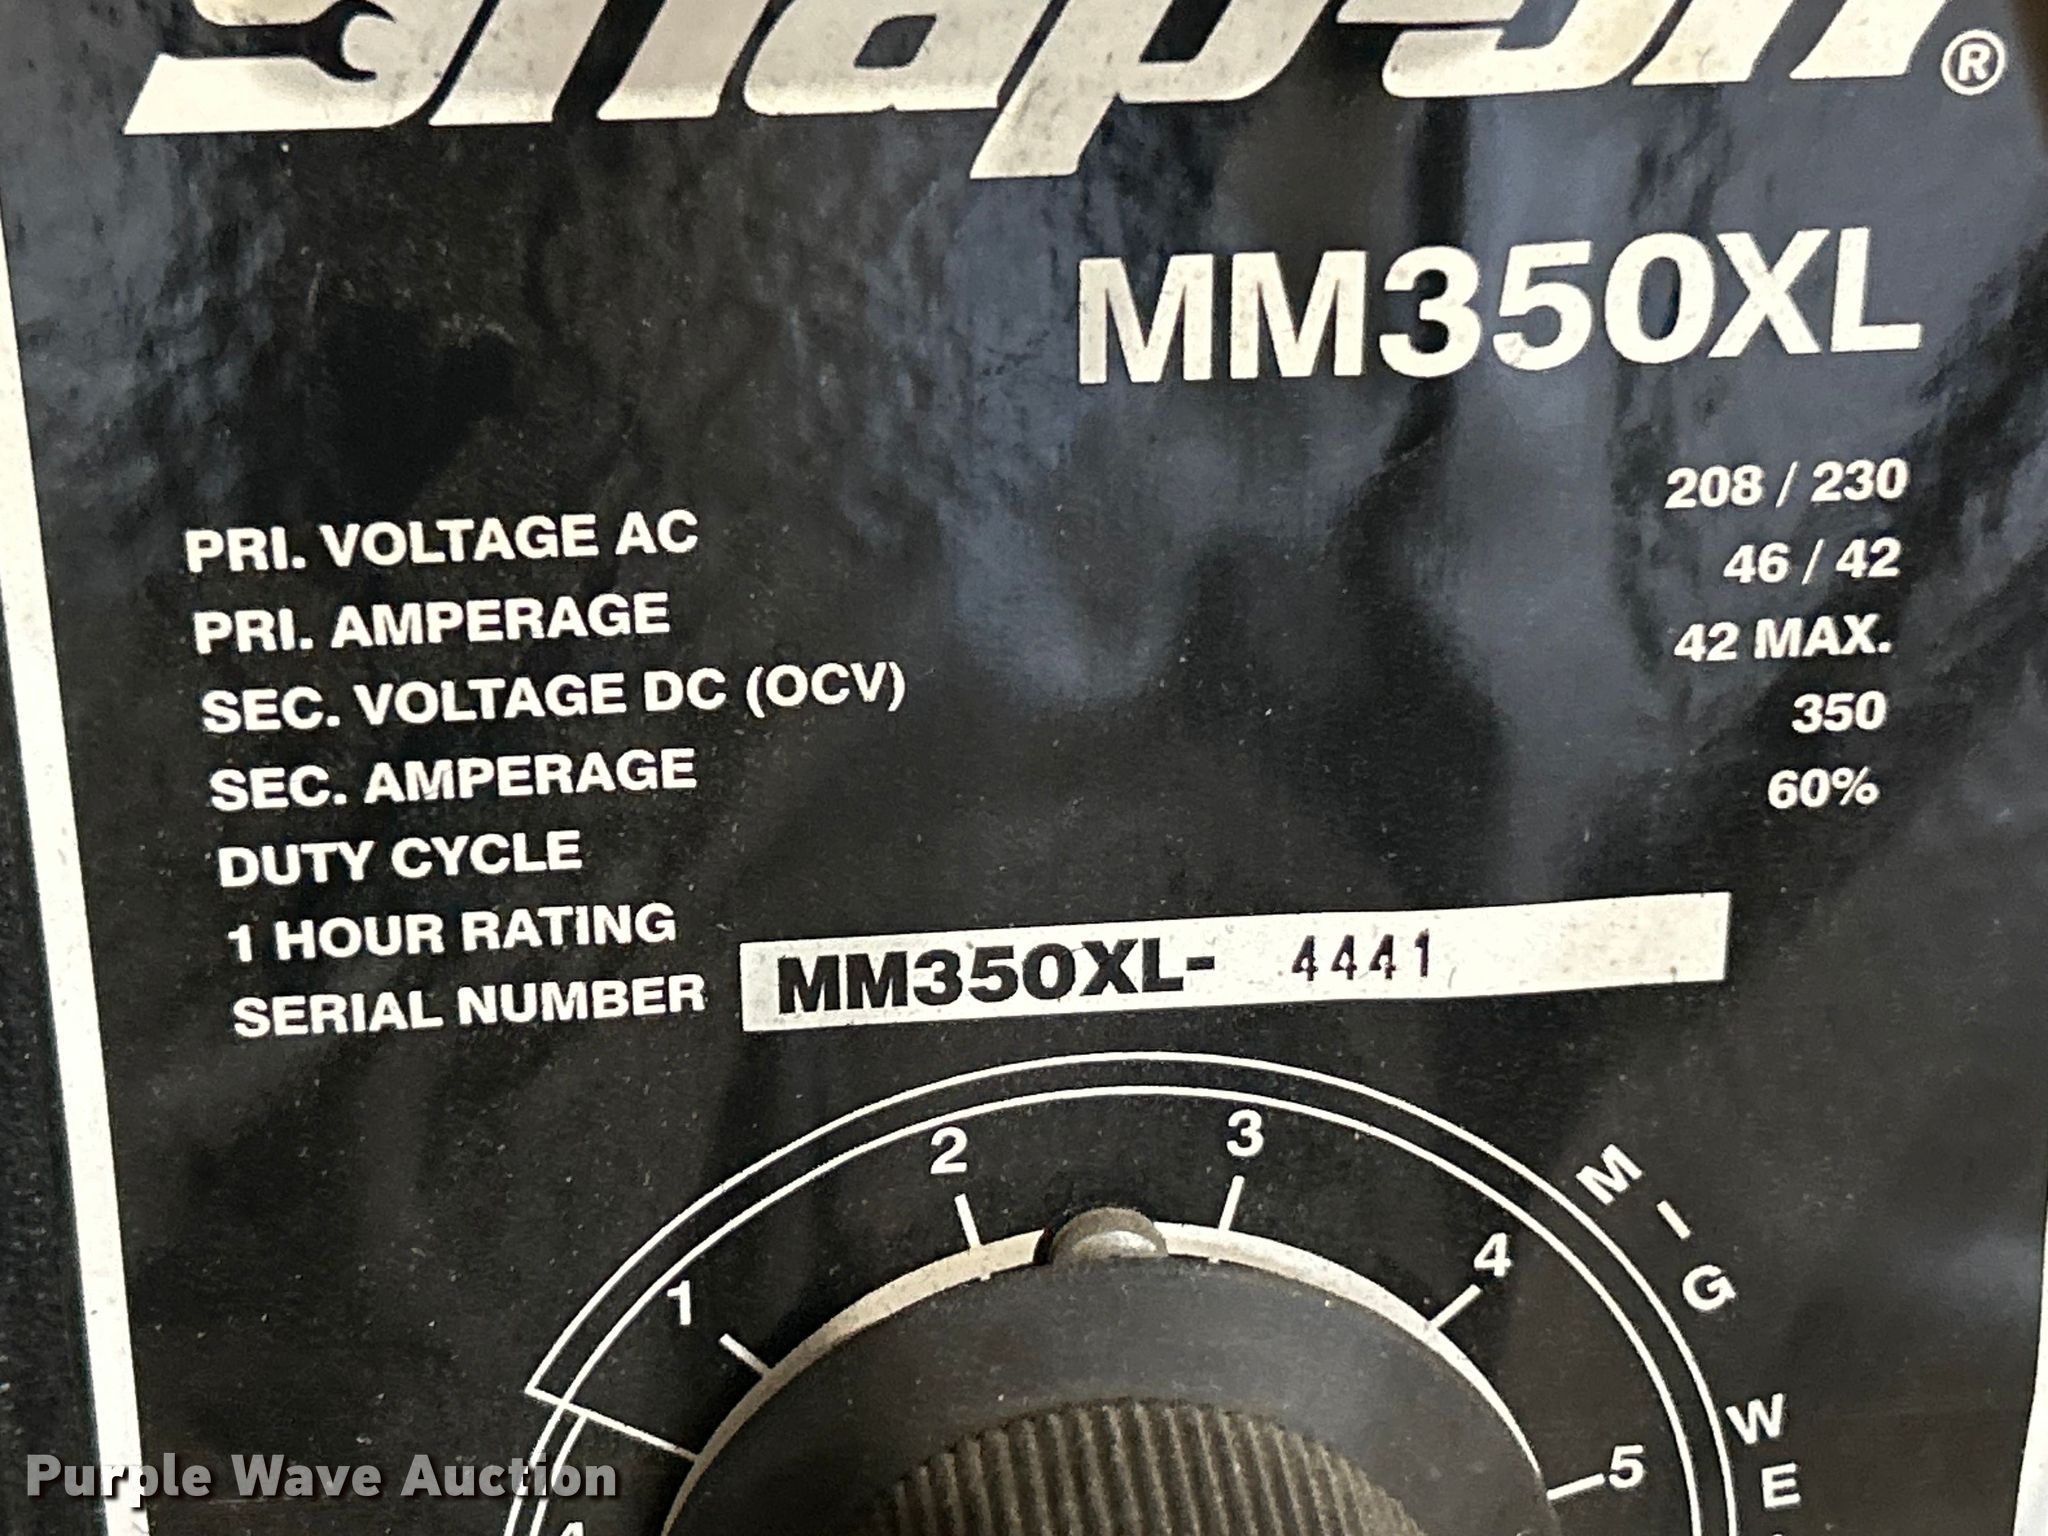 Snap-on®
MM350XL
PRI. VOLTAGE AC 208 / 230
PRI. AMPERAGE 46 / 42
SEC. VOLTAGE DC (OCV) 42 MAX.
SEC. AMPERAGE 350
DUTY CYCLE 60%
1 HOUR RATING
SERIAL NUMBER MM350XL- 4441
1 2 3 4 5
MIG
Purple Wave Auction